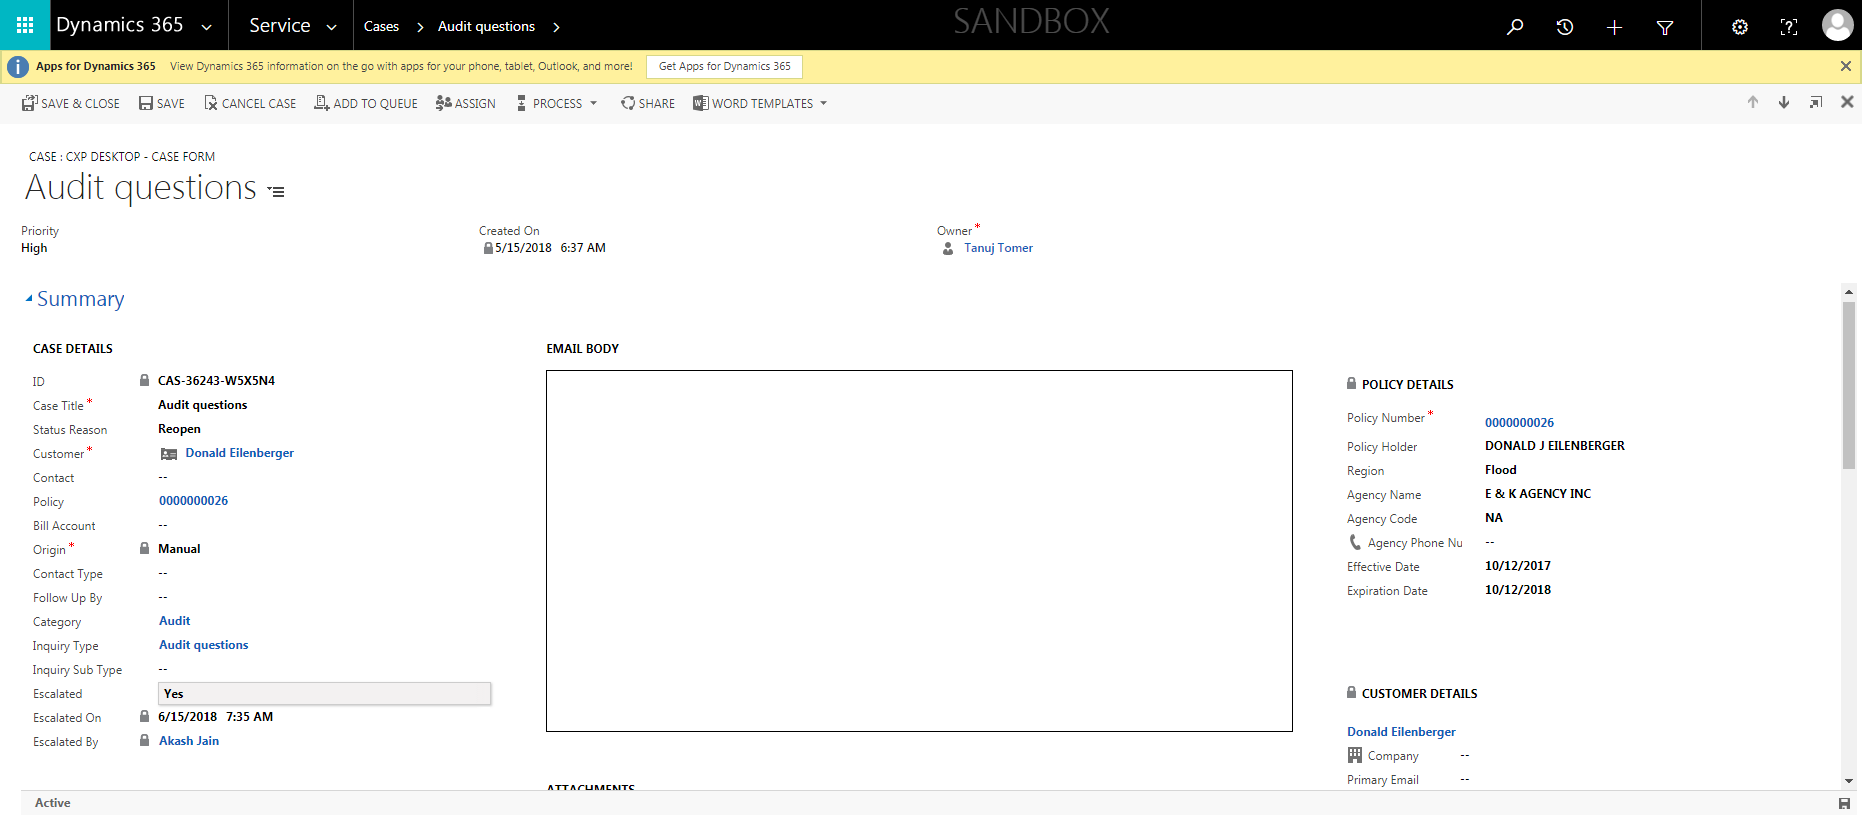 Dynamics 365 Service Cases Audit questions SANDBOX
Apps for Dynamics 365 View Dynamics 365 information on the go with apps for your phone, tablet, Outlook, and more! Get Apps for Dynamics 365
SAVE & CLOSE SAVE CANCEL CASE ADD TO QUEUE ASSIGN PROCESS SHARE WORD TEMPLATES
CASE : CXP DESKTOP - CASE FORM
Audit questions
Priority
High
Created On
5/15/2018 6:37 AM
Owner*
Tanuj Tomer
Summary
CASE DETAILS
ID CAS-36243-W5X5N4
Case Title* Audit questions
Status Reason Reopen
Customer* Donald Eilenberger
Contact --
Policy 0000000026
Bill Account --
Origin* Manual
Contact Type --
Follow Up By --
Category Audit
Inquiry Type Audit questions
Inquiry Sub Type --
Escalated Yes
Escalated On 6/15/2018 7:35 AM
Escalated By Akash Jain
EMAIL BODY
ATTACHMENTS
POLICY DETAILS
Policy Number* 0000000026
Policy Holder DONALD J EILENBERGER
Region Flood
Agency Name E & K AGENCY INC
Agency Code NA
Agency Phone Nu --
Effective Date 10/12/2017
Expiration Date 10/12/2018
CUSTOMER DETAILS
Donald Eilenberger
Company --
Primary Email --
Active